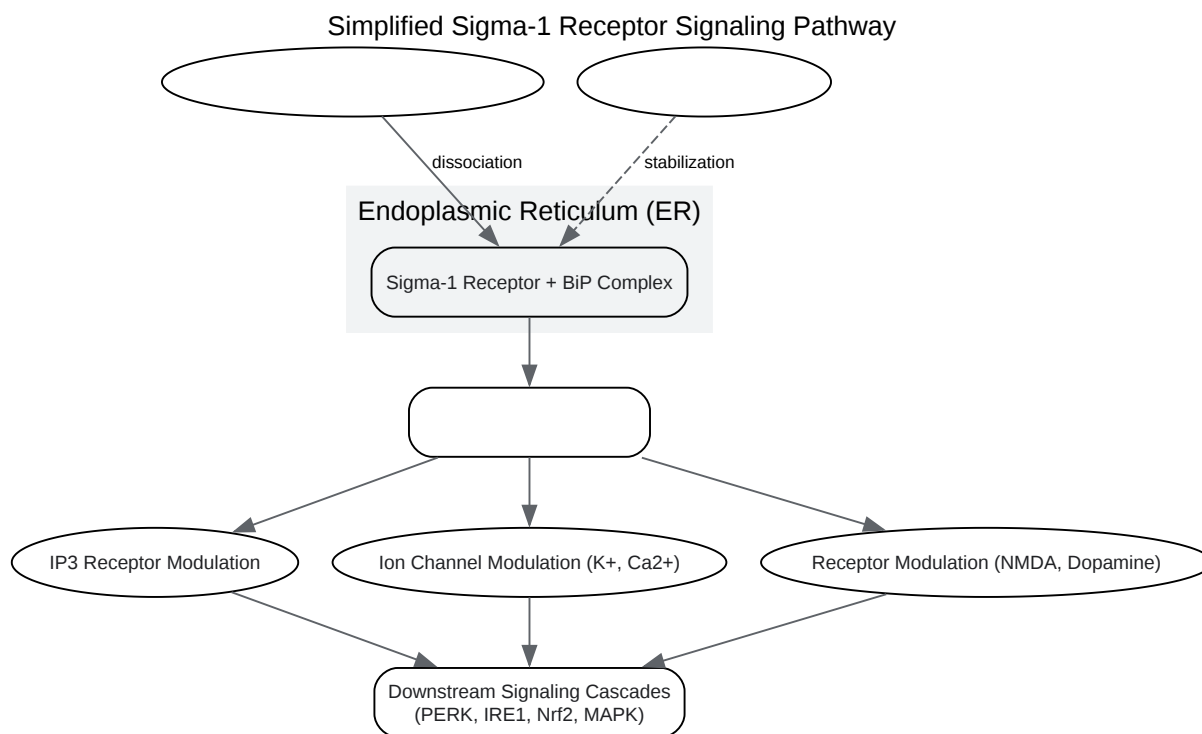 Simplified Sigma-1 Receptor Signaling Pathway
dissociation
stabilization
Endoplasmic Reticulum (ER)
Sigma-1 Receptor + BiP Complex
IP3 Receptor Modulation
Ion Channel Modulation (K+, Ca2+)
Receptor Modulation (NMDA, Dopamine)
Downstream Signaling Cascades
(PERK, IRE1, Nrf2, MAPK)